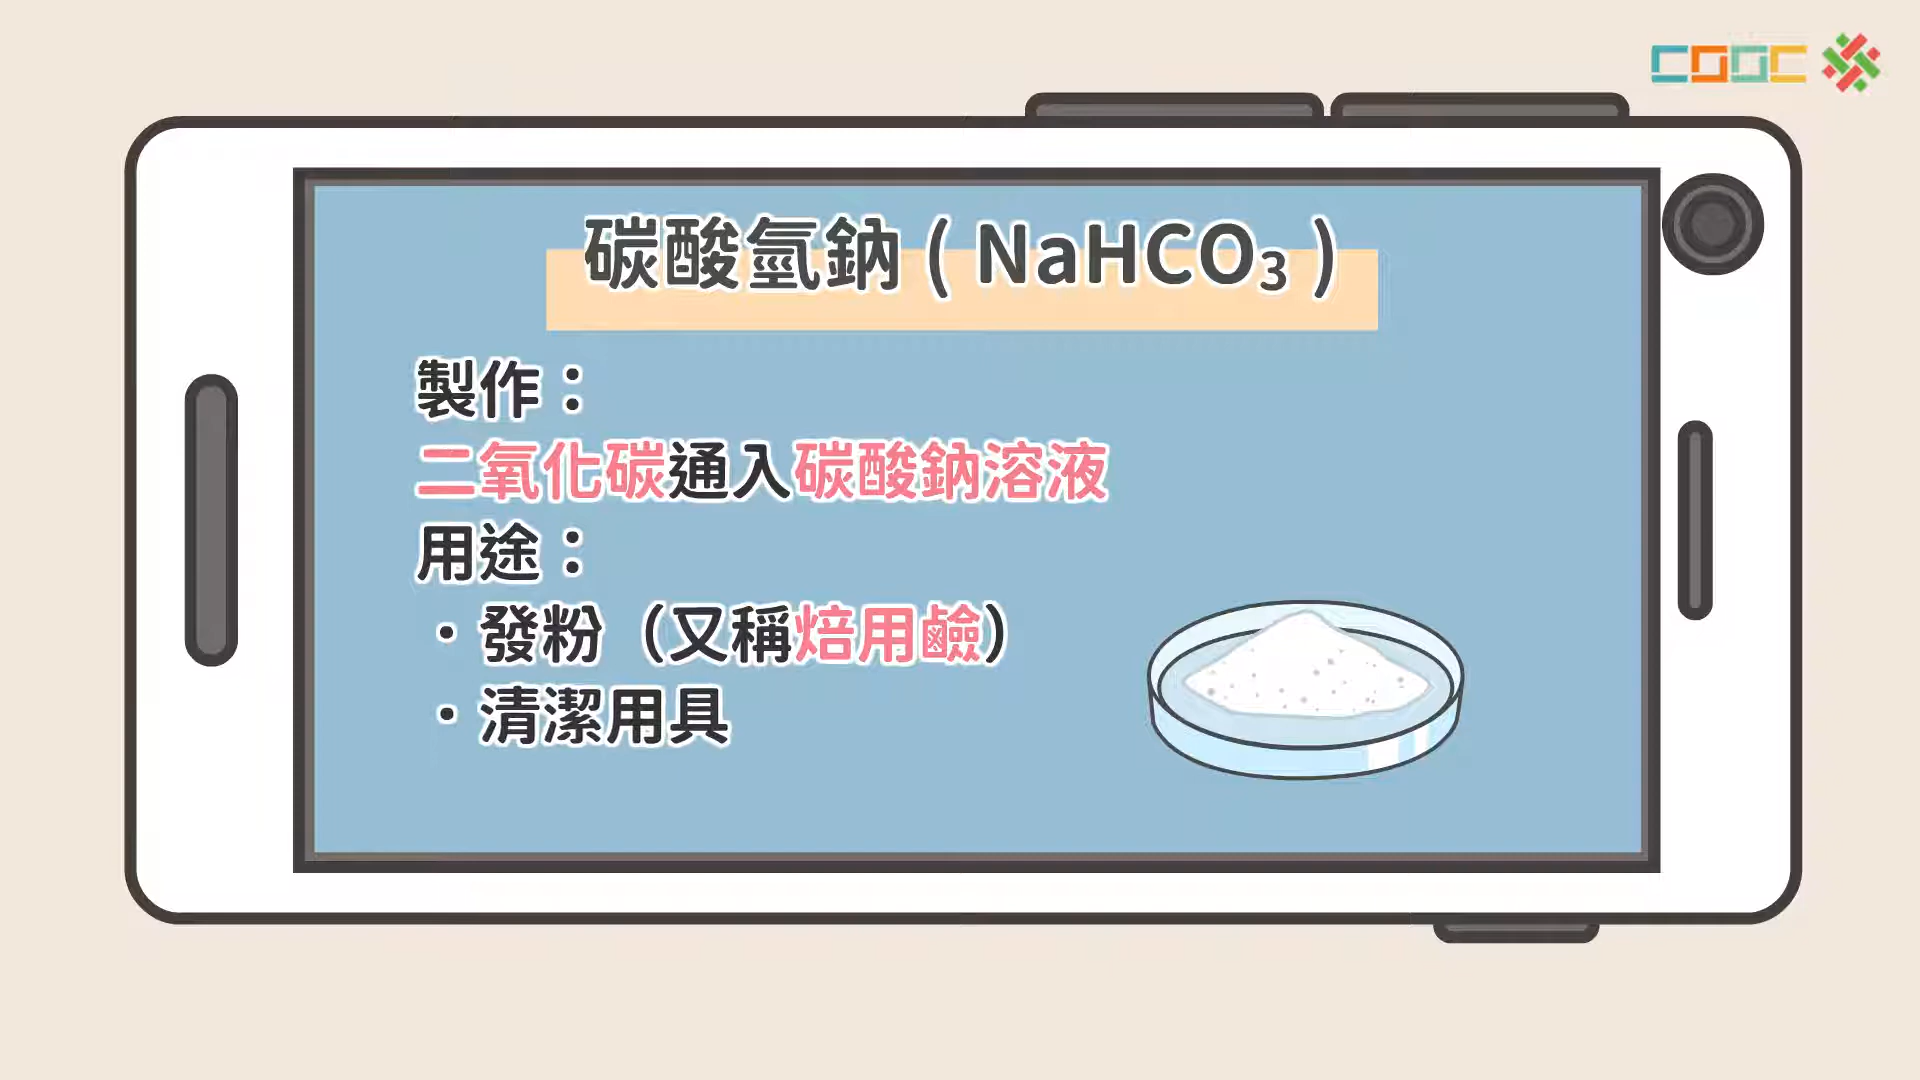 COOC
碳酸氫鈉 ( NaHCO₃ )
製作：
二氧化碳通入碳酸鈉溶液
用途：
・發粉（又稱焙用鹼）
・清潔用具